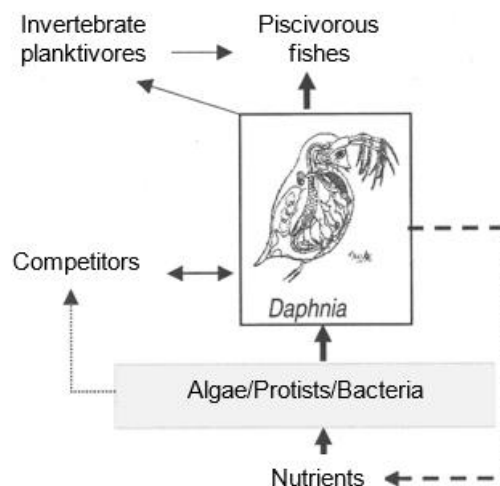 Invertebrate
planktivores
Piscivorous
fishes
Competitors
Daphnia
Algae/Protists/Bacteria
Nutrients